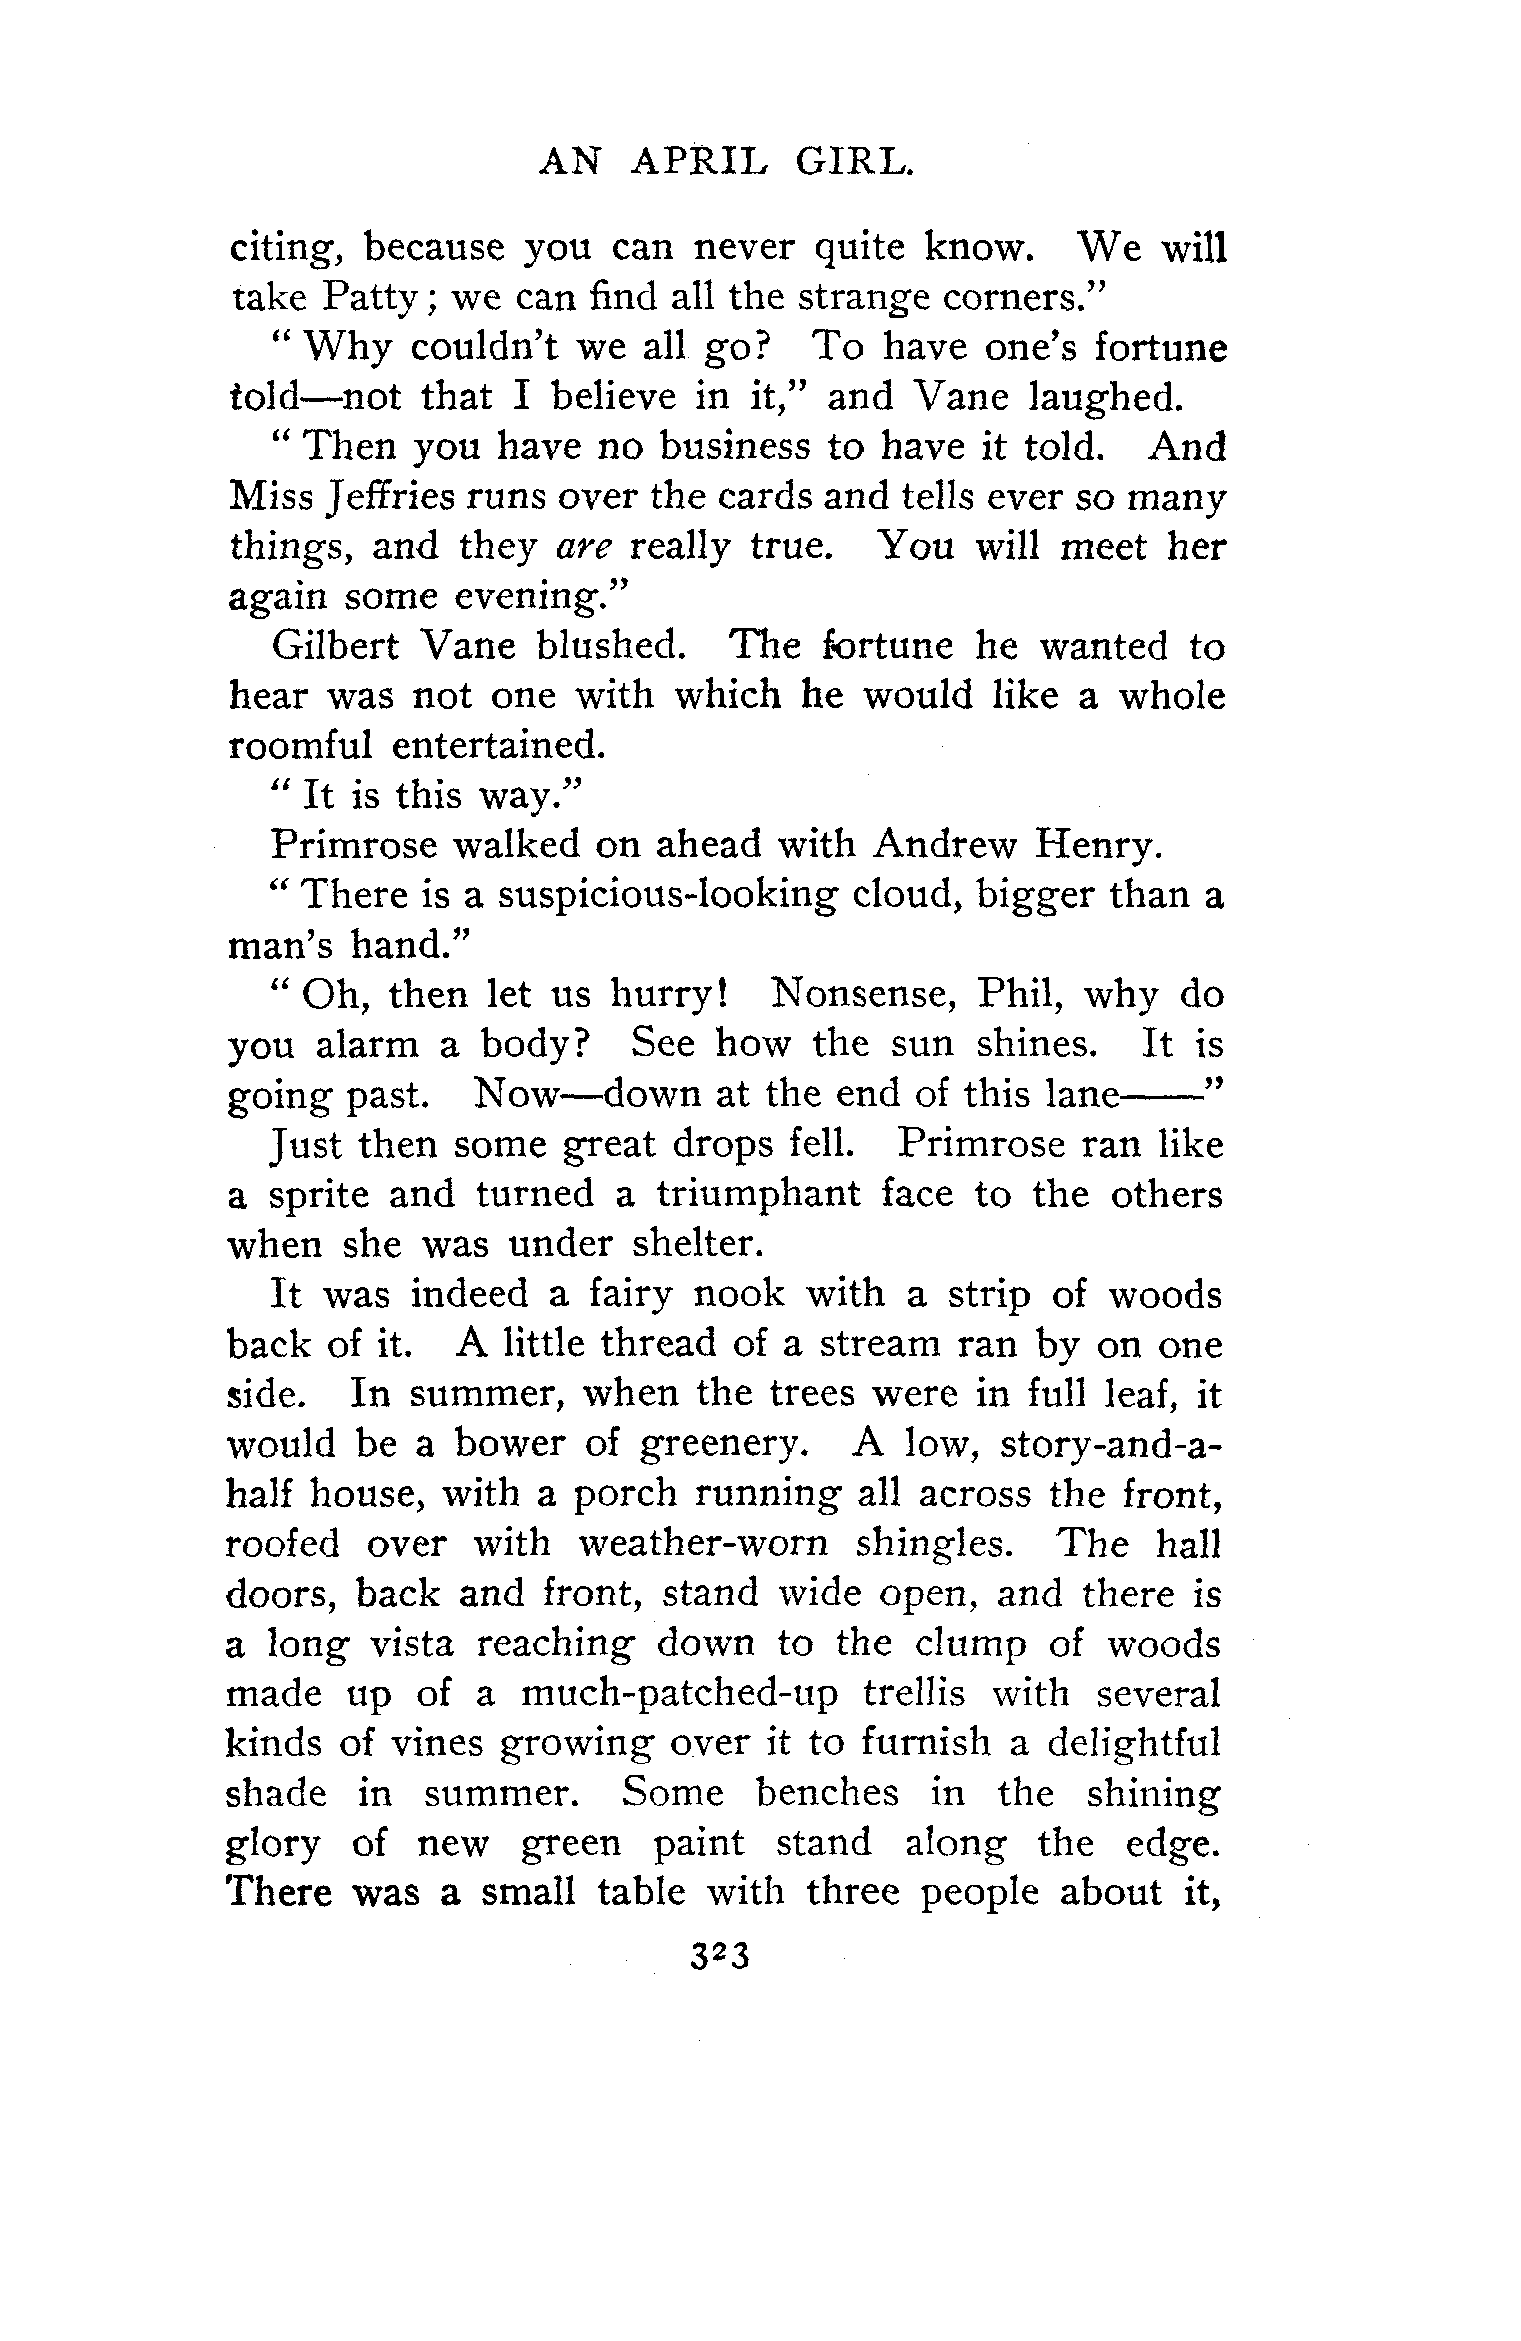 AN APRIL GIRL.
citing, because you can never quite know. We will
take Patty; we can find all the strange corners.”
“Why couldn’t we all go? To have one’s fortune
told—not that I believe in it,” and Vane laughed.
“Then you have no business to have it told. And
Miss Jeffries runs over the cards and tells ever so many
things, and they are really true. You will meet her
again some evening.”
Gilbert Vane blushed. The fortune he wanted to
hear was not one with which he would like a whole
roomful entertained.
“It is this way.”
Primrose walked on ahead with Andrew Henry.
“There is a suspicious-looking cloud, bigger than a
man’s hand.”
“Oh, then let us hurry! Nonsense, Phil, why do
you alarm a body? See how the sun shines. It is
going past. Now—down at the end of this lane——”
Just then some great drops fell. Primrose ran like
a sprite and turned a triumphant face to the others
when she was under shelter.
It was indeed a fairy nook with a strip of woods
back of it. A little thread of a stream ran by on one
side. In summer, when the trees were in full leaf, it
would be a bower of greenery. A low, story-and-a-
half house, with a porch running all across the front,
roofed over with weather-worn shingles. The hall
doors, back and front, stand wide open, and there is
a long vista reaching down to the clump of woods
made up of a much-patched-up trellis with several
kinds of vines growing over it to furnish a delightful
shade in summer. Some benches in the shining
glory of new green paint stand along the edge.
There was a small table with three people about it,
323